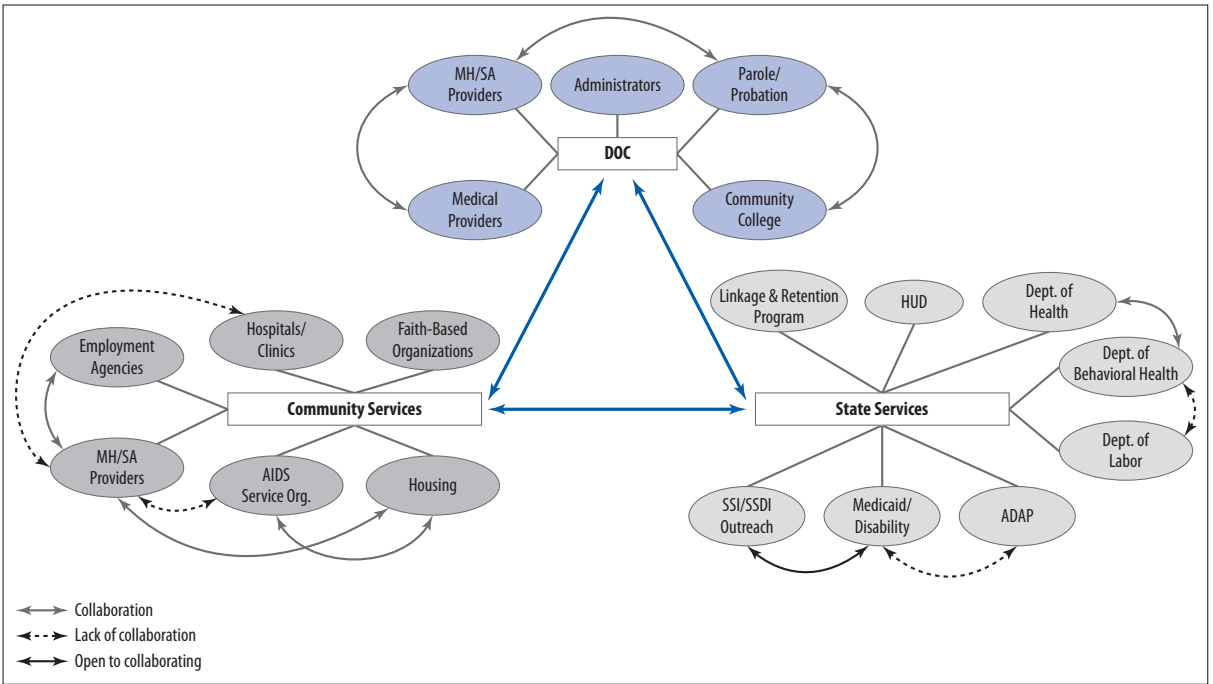 MH/SA
Providers
Administrators
Parole/
Probation
DOC
Medical
Providers
Community
College
Hospitals/
Clinics
Faith-Based
Organizations
Employment
Agencies
Community Services
MH/SA
Providers
AIDS
Service Org.
Housing
Linkage & Retention
Program
HUD
Dept. of
Health
Dept. of
Behavioral Health
State Services
Dept. of
Labor
SSI/SSDI
Outreach
Medicaid/
Disability
ADAP
Collaboration
Lack of collaboration
Open to collaborating